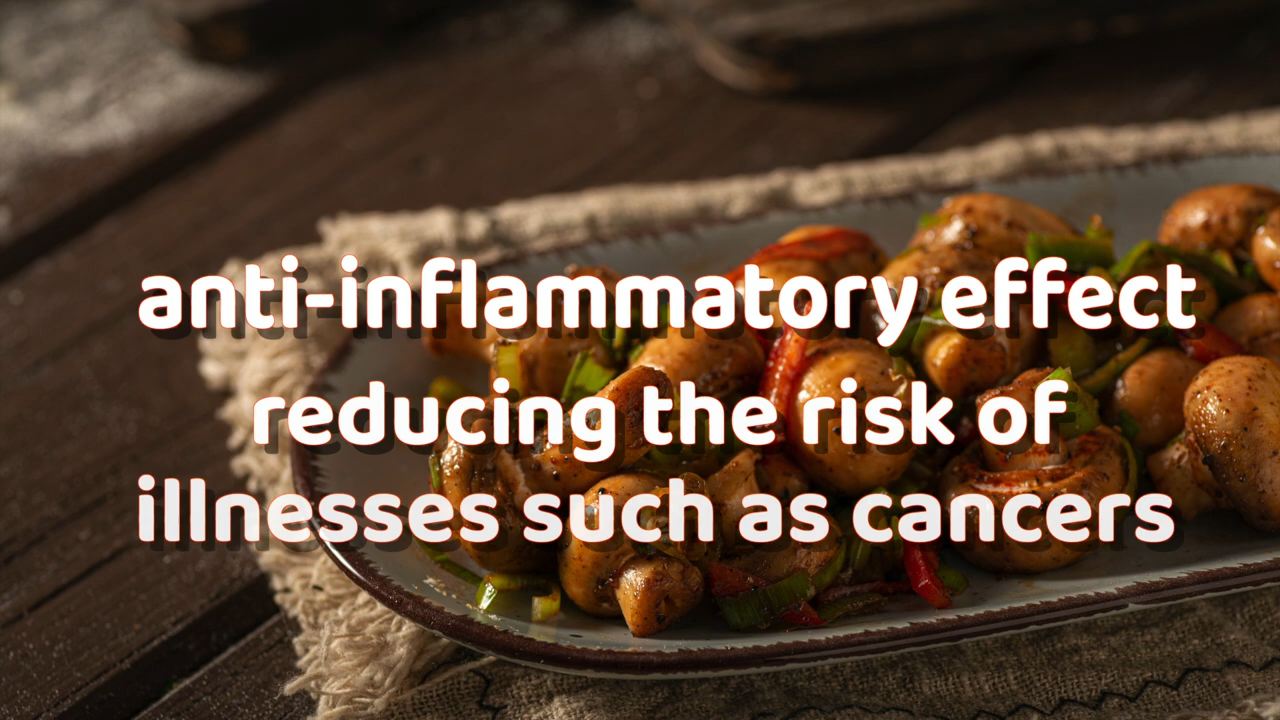 anti-inflammatory effect
reducing the risk of
illnesses such as cancers